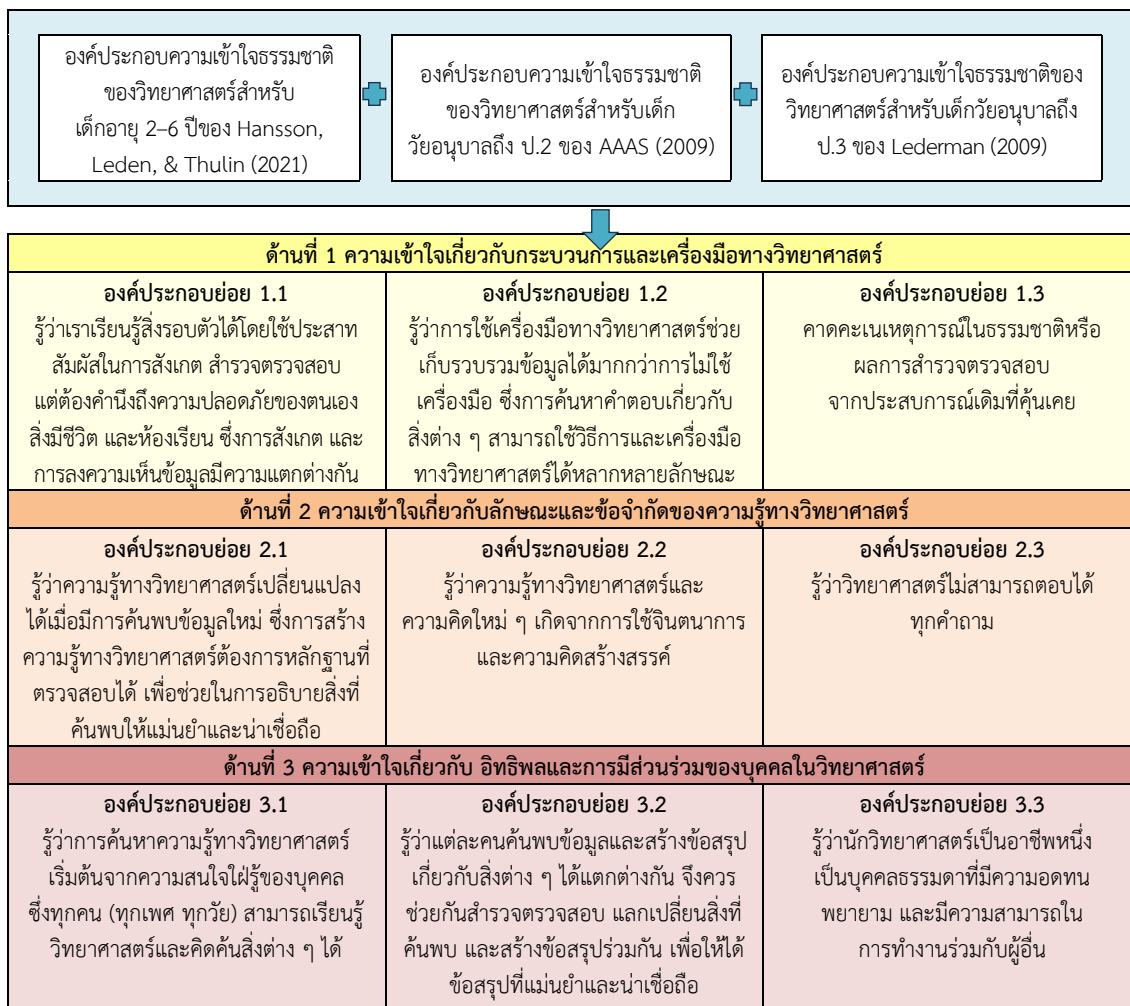 องค์ประกอบความเข้าใจธรรมชาติ
ของวิทยาศาสตร์สำหรับ
เด็กอายุ 2–6 ปีของ Hansson,
Leden, & Thulin (2021)
องค์ประกอบความเข้าใจธรรมชาติ
ของวิทยาศาสตร์สำหรับเด็ก
วัยอนุบาลถึง ป.2 ของ AAAS (2009)
องค์ประกอบความเข้าใจธรรมชาติของ
วิทยาศาสตร์สำหรับเด็กวัยอนุบาลถึง
ป.3 ของ Lederman (2009)
ด้านที่ 1 ความเข้าใจเกี่ยวกับกระบวนการและเครื่องมือทางวิทยาศาสตร์
องค์ประกอบย่อย 1.1
รู้ว่าเราเรียนรู้สิ่งรอบตัวได้โดยใช้ประสาท
สัมผัสในการสังเกต สำรวจตรวจสอบ
แต่ต้องคำนึงถึงความปลอดภัยของตนเอง
สิ่งมีชีวิต และห้องเรียน ซึ่งการสังเกต และ
การลงความเห็นข้อมูลมีความแตกต่างกัน
องค์ประกอบย่อย 1.2
รู้ว่าการใช้เครื่องมือทางวิทยาศาสตร์ช่วย
เก็บรวบรวมข้อมูลได้มากกว่าการไม่ใช้
เครื่องมือ ซึ่งการค้นหาคำตอบเกี่ยวกับ
สิ่งต่าง ๆ สามารถใช้วิธีการและเครื่องมือ
ทางวิทยาศาสตร์ได้หลากหลายลักษณะ
องค์ประกอบย่อย 1.3
คาดคะเนเหตุการณ์ในธรรมชาติหรือ
ผลการสำรวจตรวจสอบ
จากประสบการณ์เดิมที่คุ้นเคย
ด้านที่ 2 ความเข้าใจเกี่ยวกับลักษณะและข้อจำกัดของความรู้ทางวิทยาศาสตร์
องค์ประกอบย่อย 2.1
รู้ว่าความรู้ทางวิทยาศาสตร์เปลี่ยนแปลง
ได้เมื่อมีการค้นพบข้อมูลใหม่ ซึ่งการสร้าง
ความรู้ทางวิทยาศาสตร์ต้องการหลักฐานที่
ตรวจสอบได้ เพื่อช่วยในการอธิบายสิ่งที่
ค้นพบให้แม่นยำและน่าเชื่อถือ
องค์ประกอบย่อย 2.2
รู้ว่าความรู้ทางวิทยาศาสตร์และ
ความคิดใหม่ ๆ เกิดจากการใช้จินตนาการ
และความคิดสร้างสรรค์
องค์ประกอบย่อย 2.3
รู้ว่าวิทยาศาสตร์ไม่สามารถตอบได้
ทุกคำถาม
ด้านที่ 3 ความเข้าใจเกี่ยวกับ อิทธิพลและการมีส่วนร่วมของบุคคลในวิทยาศาสตร์
องค์ประกอบย่อย 3.1
รู้ว่าการค้นหาความรู้ทางวิทยาศาสตร์
เริ่มต้นจากความสนใจใฝ่รู้ของบุคคล
ซึ่งทุกคน (ทุกเพศ ทุกวัย) สามารถเรียนรู้
วิทยาศาสตร์และคิดค้นสิ่งต่าง ๆ ได้
องค์ประกอบย่อย 3.2
รู้ว่าแต่ละคนค้นพบข้อมูลและสร้างข้อสรุป
เกี่ยวกับสิ่งต่าง ๆ ได้แตกต่างกัน จึงควร
ช่วยกันสำรวจตรวจสอบ แลกเปลี่ยนสิ่งที่
ค้นพบ และสร้างข้อสรุปร่วมกัน เพื่อให้ได้
ข้อสรุปที่แม่นยำและน่าเชื่อถือ
องค์ประกอบย่อย 3.3
รู้ว่านักวิทยาศาสตร์เป็นอาชีพหนึ่ง
เป็นบุคคลธรรมดาที่มีความอดทน
พยายาม และมีความสามารถใน
การทำงานร่วมกับผู้อื่น